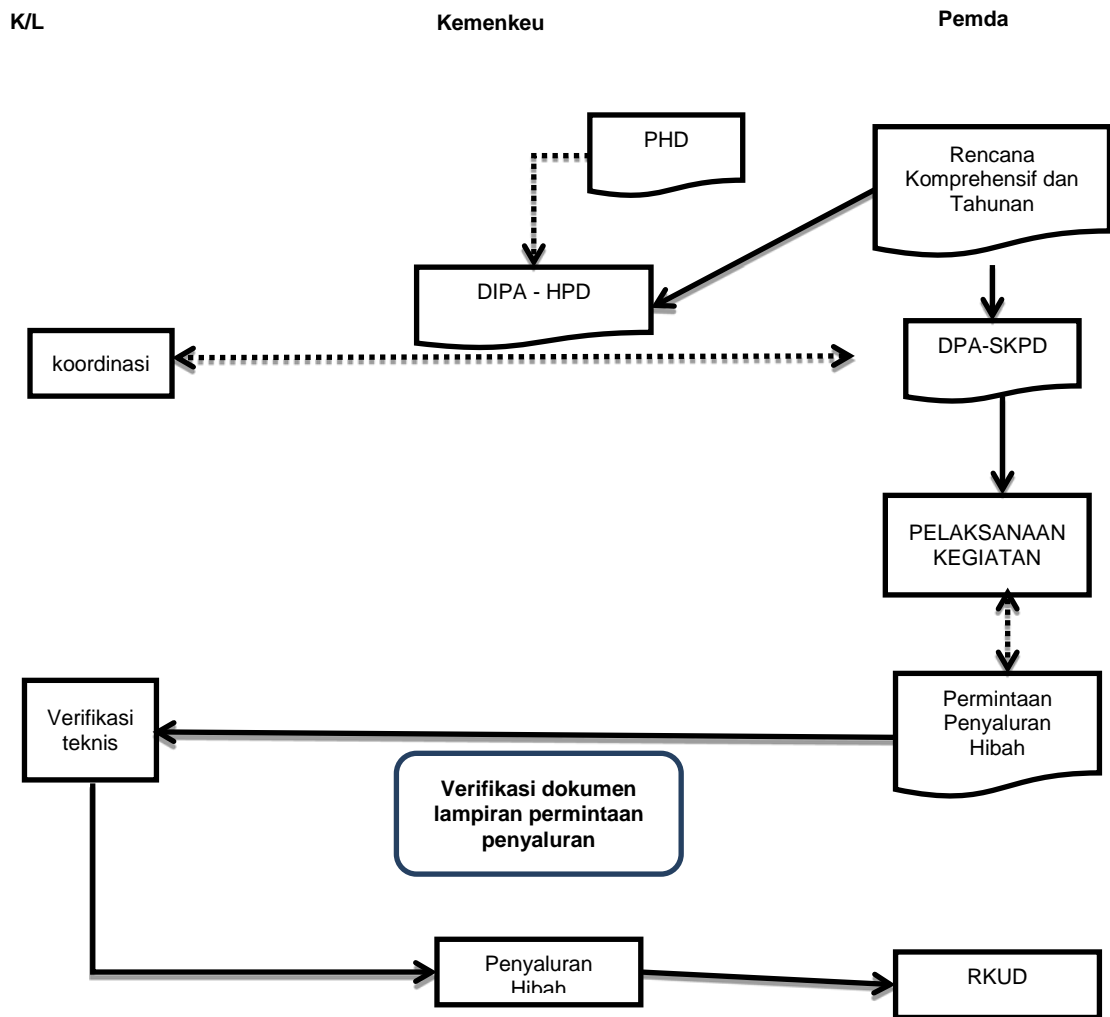 K/L
Kemenkeu
Pemda
PHD
Rencana
Komprehensif dan
Tahunan
DIPA - HPD
koordinasi
DPA-SKPD
PELAKSANAAN
KEGIATAN
Verifikasi
teknis
Permintaan
Penyaluran
Hibah
Verifikasi dokumen
lampiran permintaan
penyaluran
Penyaluran
Hibah
RKUD